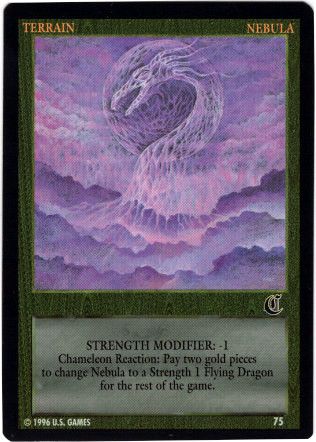 TERRAIN NEBULA
C
STRENGTH MODIFIER: -1
Chameleon Reaction: Pay two gold pieces
to change Nebula to a Strength 1 Flying Dragon
for the rest of the game.
© 1996 U.S. GAMES 75